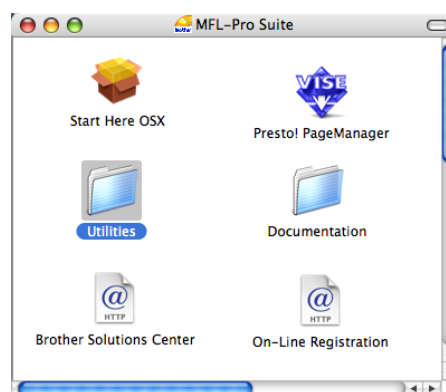 MFL-Pro Suite
Start Here OSX
VISE
Presto! PageManager
Utilities
Documentation
@
HTTP
@
HTTP
Brother Solutions Center
On-Line Registration